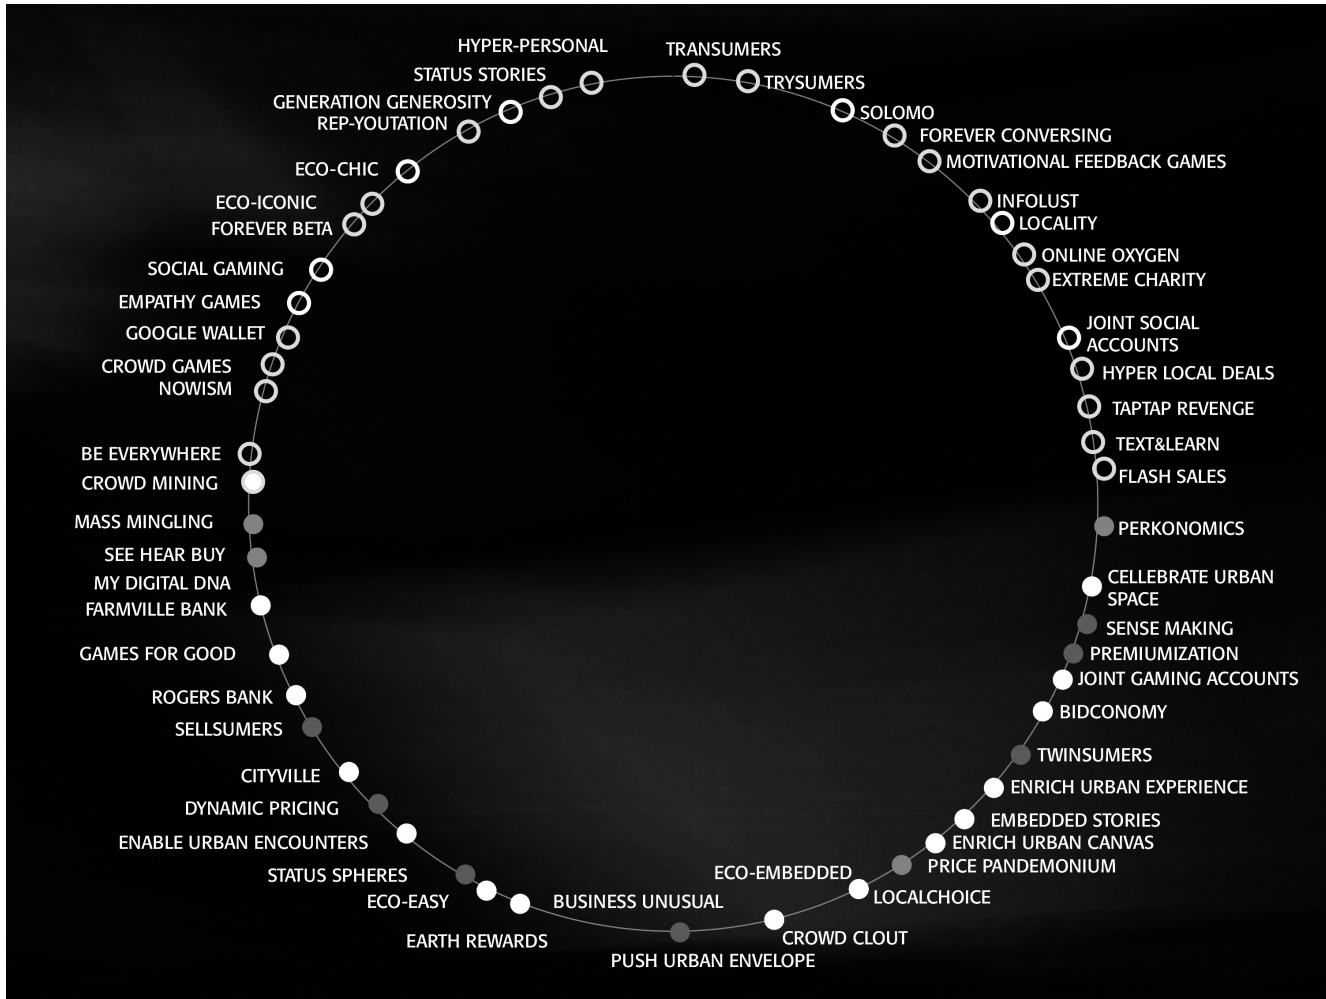 HYPER-PERSONAL
STATUS STORIES
GENERATION GENEROSITY
REP-YOUTATION
ECO-CHIC
ECO-ICONIC
FOREVER BETA
SOCIAL GAMING
EMPATHY GAMES
GOOGLE WALLET
CROWD GAMES
NOWISM
BE EVERYWHERE
CROWD MINING
MASS MINGLING
SEE HEAR BUY
MY DIGITAL DNA
FARMVILLE BANK
GAMES FOR GOOD
ROGERS BANK
SELLSUMERS
CITYVILLE
DYNAMIC PRICING
ENABLE URBAN ENCOUNTERS
STATUS SPHERES
ECO-EASY
EARTH REWARDS
TRANSUMERS
TRYSUMERS
SOLOMO
FOREVER CONVERSING
MOTIVATIONAL FEEDBACK GAMES
INFOLUST
LOCALITY
ONLINE OXYGEN
EXTREME CHARITY
JOINT SOCIAL
ACCOUNTS
HYPER LOCAL DEALS
TAPTAP REVENGE
TEXT&LEARN
FLASH SALES
PERKONOMICS
CELLEBRATE URBAN
SPACE
SENSE MAKING
PREMIUMIZATION
JOINT GAMING ACCOUNTS
BIDCONOMY
TWINSUMERS
ENRICH URBAN EXPERIENCE
EMBEDDED STORIES
ENRICH URBAN CANVAS
PRICE PANDEMONIUM
ECO-EMBEDDED
LOCALCHOICE
BUSINESS UNUSUAL
CROWD CLOUT
PUSH URBAN ENVELOPE